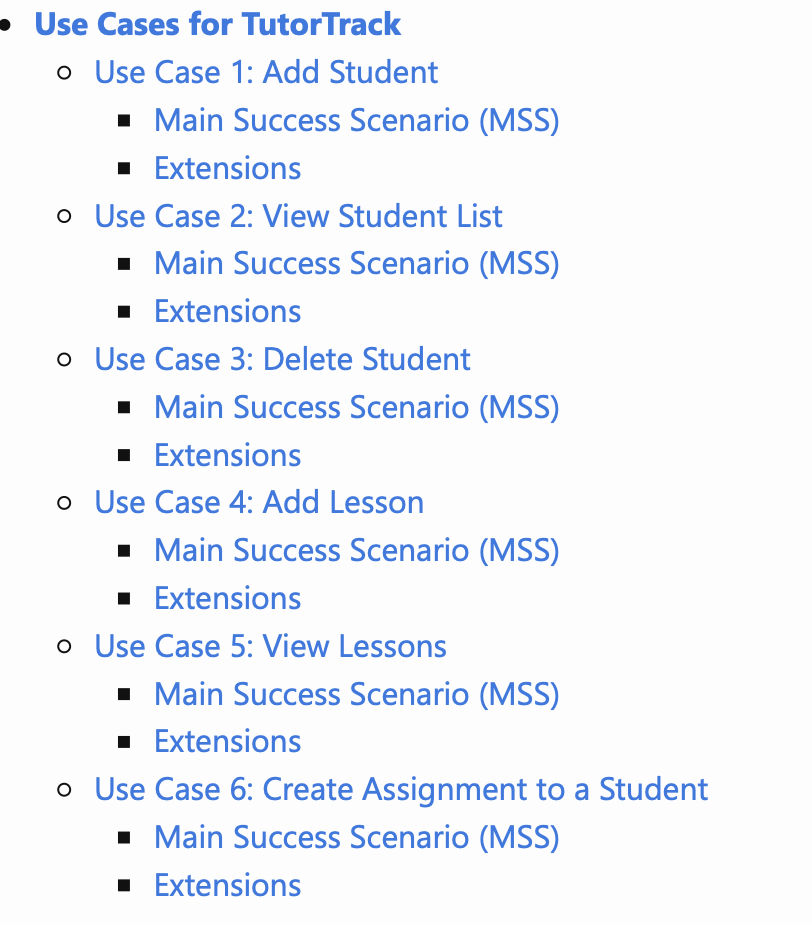 Use Cases for TutorTrack
Use Case 1: Add Student
Main Success Scenario (MSS)
Extensions
Use Case 2: View Student List
Main Success Scenario (MSS)
Extensions
Use Case 3: Delete Student
Main Success Scenario (MSS)
Extensions
Use Case 4: Add Lesson
Main Success Scenario (MSS)
Extensions
Use Case 5: View Lessons
Main Success Scenario (MSS)
Extensions
Use Case 6: Create Assignment to a Student
Main Success Scenario (MSS)
Extensions